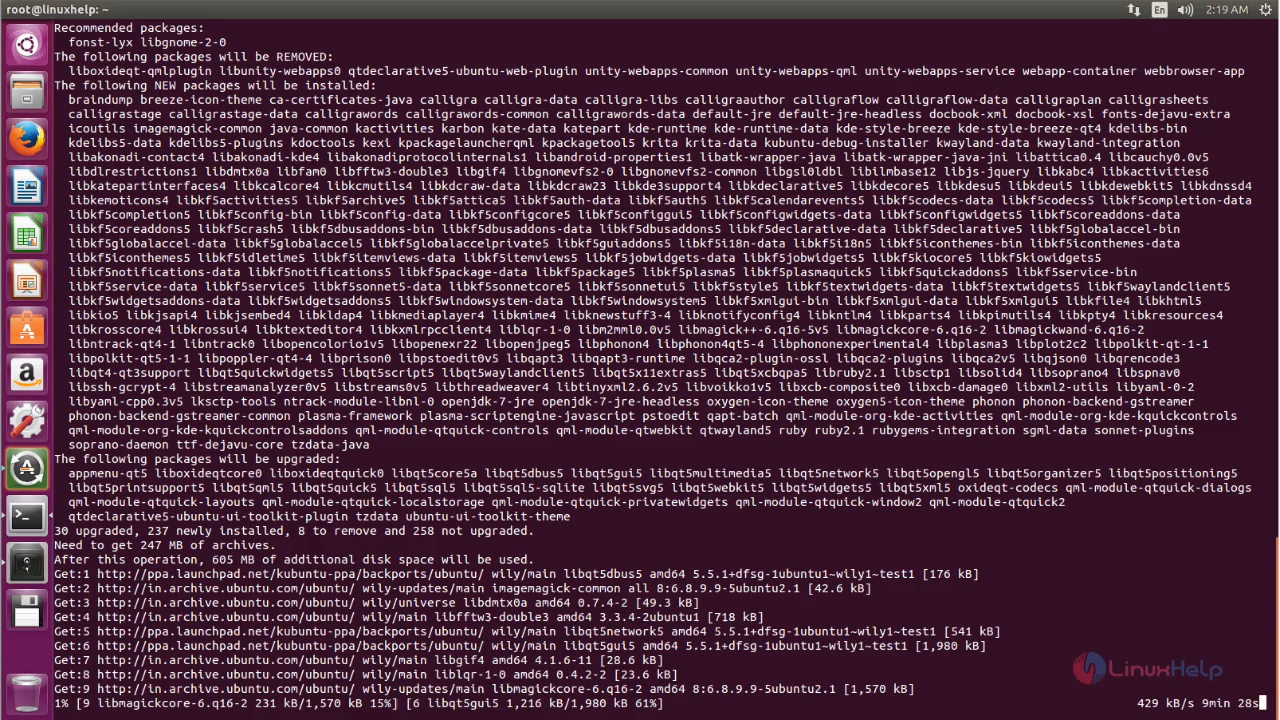 root@linuxhelp: ~
En
2:19 AM
Recommended packages:
fonst-lyx libgnome-2-0
The following packages will be REMOVED:
liboxideqt-qmlplugin libunity-webapps0 qtdeclarative5-ubuntu-web-plugin unity-webapps-common unity-webapps-qml unity-webapps-service webapp-container webbrowser-app
The following NEW packages will be installed:
braindump breeze-icon-theme ca-certificates-java calligra calligra-data calligra-libs calligraauthor calligraflow calligraflow-data calligraplan calligrasheets
calligrastage calligrastage-data calligrawords calligrawords-common calligrawords-data default-jre default-jre-headless docbook-xml docbook-xsl fonts-dejavu-extra
icoutils imagemagick-common java-common kactivities karbon kate-data katepart kde-runtime kde-runtime-data kde-style-breeze kde-style-breeze-qt4 kdelibs-bin
kdelibs5-data kdelibs5-plugins kdoctools kexi kpackagelauncherqml kpackagetool5 krita krita-data kubuntu-debug-installer kwayland-data kwayland-integration
libakonadi-contact4 libakonadi-kde4 libakonadiprotocolinternals1 libandroid-properties1 libatk-wrapper-java libatk-wrapper-java-jni libattica0.4 libcauchy0.0v5
libdlrestrictions1 libdmtx0a libfam0 libfftw3-double3 libgif4 libgnomevfs2-0 libgnomevfs2-common libgsl0ldbl libilmbase12 libjs-jquery libkabc4 libkactivities6
libkatepartinterfaces4 libkcalcore4 libkcmutils4 libkdcraw-data libkdcraw23 libkde3support4 libkdeclarative5 libkdecore5 libkdesu5 libkdeui5 libkdewebkit5 libkdnssd4
libkemoticons4 libkf5activities5 libkf5archive5 libkf5attica5 libkf5auth-data libkf5auth5 libkf5calendarevents5 libkf5codecs-data libkf5codecs5 libkf5completion-data
libkf5completion5 libkf5config-bin libkf5config-data libkf5configcore5 libkf5configgui5 libkf5configwidgets-data libkf5configwidgets5 libkf5coreaddons-data
libkf5coreaddons5 libkf5crash5 libkf5dbusaddons-bin libkf5dbusaddons-data libkf5dbusaddons5 libkf5declarative-data libkf5declarative5 libkf5globalaccel-bin
libkf5globalaccel-data libkf5globalaccel5 libkf5globalaccelprivate5 libkf5guiaddons5 libkf5i18n-data libkf5i18n5 libkf5iconthemes-bin libkf5iconthemes-data
libkf5iconthemes5 libkf5idletime5 libkf5itemviews-data libkf5itemviews5 libkf5jobwidgets-data libkf5jobwidgets5 libkf5kiocore5 libkf5kiowidgets5
libkf5notifications-data libkf5notifications5 libkf5package-data libkf5package5 libkf5plasma5 libkf5plasmaquick5 libkf5quickaddons5 libkf5service-bin
libkf5service-data libkf5service5 libkf5sonnet5-data libkf5sonnetcore5 libkf5sonnetui5 libkf5style5 libkf5textwidgets-data libkf5textwidgets5 libkf5waylandclient5
libkf5widgetsaddons-data libkf5widgetsaddons5 libkf5windowsystem-data libkf5windowsystem5 libkf5xmlgui-bin libkf5xmlgui-data libkf5xmlgui5 libkfile4 libkhtml5
libkio5 libkjsapi4 libkjsembed4 libkldap4 libkmediaplayer4 libkmime4 libknewstuff3-4 libknotifyconfig4 libkntlm4 libkparts4 libkpimutils4 libkpty4 libkresources4
libkrosscore4 libkrossui4 libktexteditor4 libkxmlrpcclient4 liblqr-1-0 libm2mml0.0v5 libmagick++-6.q16-5v5 libmagickcore-6.q16-2 libmagickwand-6.q16-2
libntrack-qt4-1 libntrack0 libopencolorio1v5 libopenexr22 libopenjpeg5 libphonon4 libphonon4qt5-4 libphononexperimental4 libplasma3 libplot2c2 libpolkit-qt-1-1
libpolkit-qt5-1-1 libpoppler-qt4-4 libprison0 libpstoedit0v5 libqapt3 libqapt3-runtime libqca2-plugin-ossl libqca2-plugins libqca2v5 libqjson0 libqrencode3
libqt4-qt3support libqt5quickwidgets5 libqt5script5 libqt5waylandclient5 libqt5x11extras5 libqt5xcbqpa5 libruby2.1 libsctp1 libsolid4 libsoprano4 libspnav0
libssh-gcrypt-4 libstreamanalyzer0v5 libstreams0v5 libthreadweaver4 libtinyxml2.6.2v5 libvoikko1v5 libxcb-composite0 libxcb-damage0 libxml2-utils libyaml-0-2
libyaml-cpp0.3v5 lksctp-tools ntrack-module-libnl-0 openjdk-7-jre openjdk-7-jre-headless oxygen-icon-theme oxygen5-icon-theme phonon phonon-backend-gstreamer
phonon-backend-gstreamer-common plasma-framework plasma-scriptengine-javascript pstoedit qapt-batch qml-module-org-kde-activities qml-module-org-kde-kquickcontrols
qml-module-org-kde-kquickcontrolsaddons qml-module-qtquick-controls qml-module-qtwebkit qtwayland5 ruby ruby2.1 rubygems-integration sgml-data sonnet-plugins
soprano-daemon ttf-dejavu-core tzdata-java
The following packages will be upgraded:
appmenu-qt5 liboxideqtcore0 liboxideqtquick0 libqt5core5a libqt5dbus5 libqt5gui5 libqt5multimedia5 libqt5network5 libqt5opengl5 libqt5organizer5 libqt5positioning5
libqt5printsupport5 libqt5qml5 libqt5quick5 libqt5sql5 libqt5sql5-sqlite libqt5svg5 libqt5webkit5 libqt5widgets5 libqt5xml5 oxideqt-codecs qml-module-qtquick-dialogs
qml-module-qtquick-layouts qml-module-qtquick-localstorage qml-module-qtquick-privatewidgets qml-module-qtquick-window2 qml-module-qtquick2
qtdeclarative5-ubuntu-ui-toolkit-plugin tzdata ubuntu-ui-toolkit-theme
30 upgraded, 237 newly installed, 8 to remove and 258 not upgraded.
Need to get 247 MB of archives.
After this operation, 605 MB of additional disk space will be used.
Get:1 http://ppa.launchpad.net/kubuntu-ppa/backports/ubuntu/ wily/main libqt5dbus5 amd64 5.5.1+dfsg-1ubuntu1~wily1~test1 [176 kB]
Get:2 http://in.archive.ubuntu.com/ubuntu/ wily-updates/main imagemagick-common all 8:6.8.9.9-5ubuntu2.1 [42.6 kB]
Get:3 http://in.archive.ubuntu.com/ubuntu/ wily/universe libdmtx0a amd64 0.7.4-2 [49.3 kB]
Get:4 http://in.archive.ubuntu.com/ubuntu/ wily/main libfftw3-double3 amd64 3.3.4-2ubuntu1 [718 kB]
Get:5 http://ppa.launchpad.net/kubuntu-ppa/backports/ubuntu/ wily/main libqt5network5 amd64 5.5.1+dfsg-1ubuntu1~wily1~test1 [541 kB]
Get:6 http://ppa.launchpad.net/kubuntu-ppa/backports/ubuntu/ wily/main libqt5gui5 amd64 5.5.1+dfsg-1ubuntu1~wily1~test1 [1,980 kB]
Get:7 http://in.archive.ubuntu.com/ubuntu/ wily/main libgif4 amd64 4.1.6-11 [28.6 kB]
Get:8 http://in.archive.ubuntu.com/ubuntu/ wily/main liblqr-1-0 amd64 0.4.2-2 [23.6 kB]
Get:9 http://in.archive.ubuntu.com/ubuntu/ wily-updates/main libmagickcore-6.q16-2 amd64 8:6.8.9.9-5ubuntu2.1 [1,570 kB]
1% [9 libmagickcore-6.q16-2 231 kB/1,570 kB 15%] [6 libqt5gui5 1,216 kB/1,980 kB 61%] 429 kB/s 9min 28s
LinuxHelp